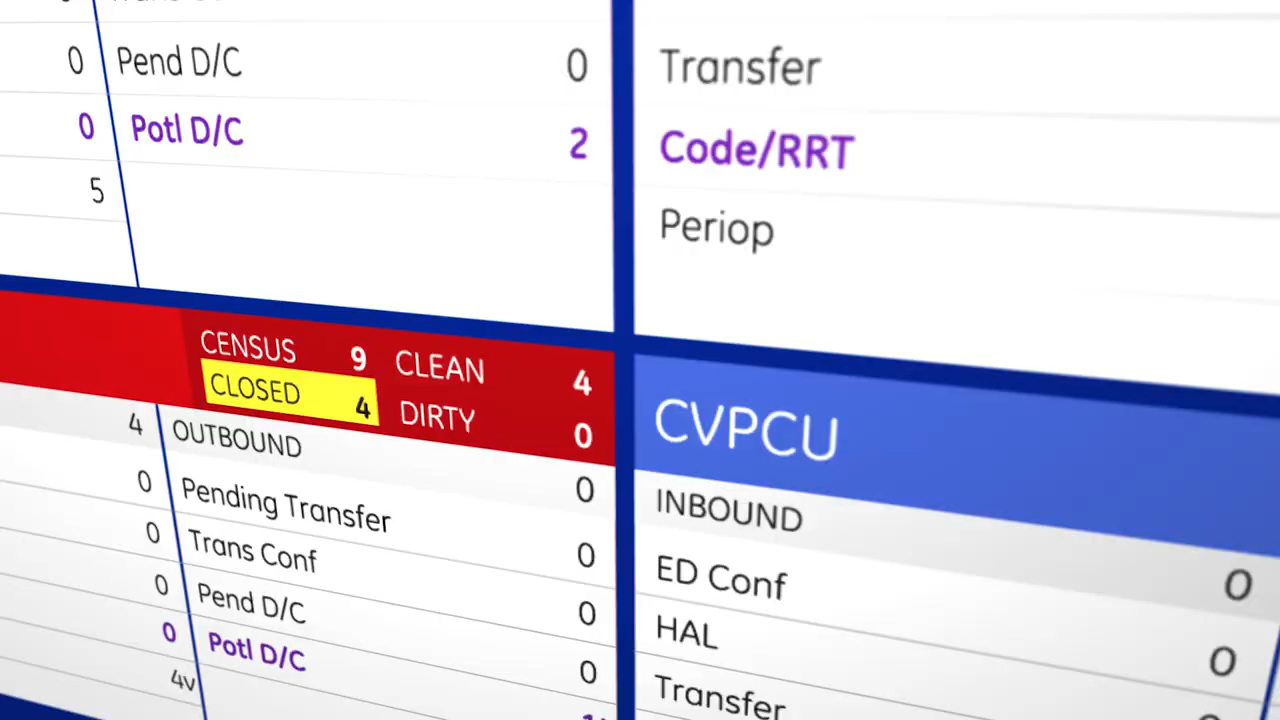 0 Pend D/C 0 Transfer
0 Potl D/C 2 Code/RRT
5 Periop
CENSUS 9 CLEAN 4
CLOSED 4 DIRTY 0
CVPCU
4 OUTBOUND 0
INBOUND 0
0 Pending Transfer 0
ED Conf 0
0 Trans Conf 0
HAL
0 Pend D/C 0
Transfer
0 Potl D/C
4v